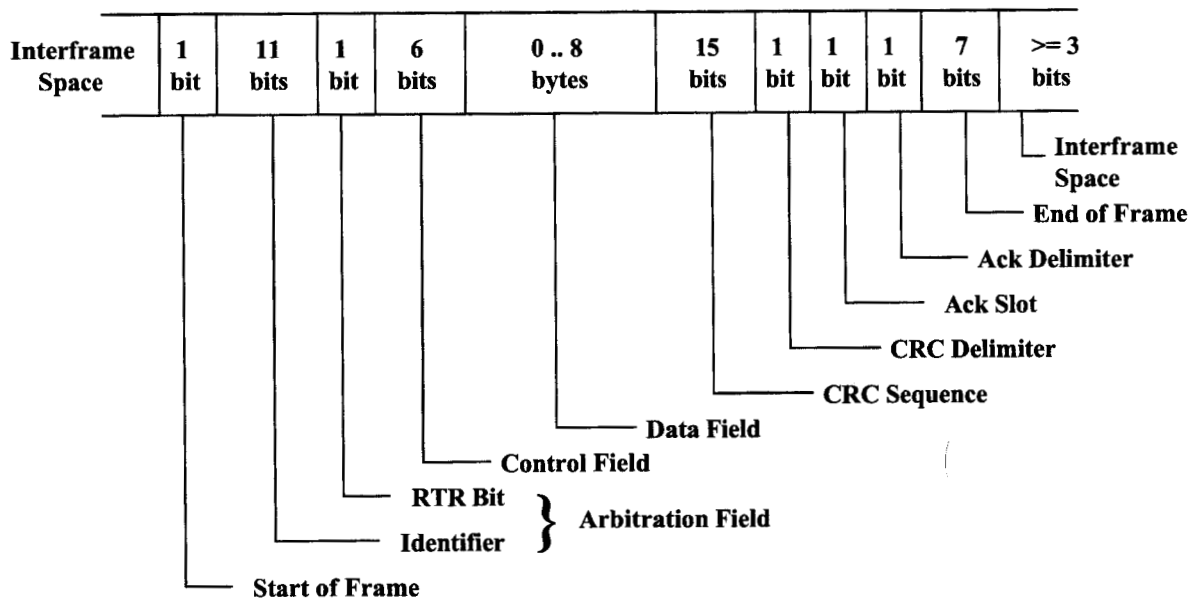 Interframe Space
1 bit
11 bits
1 bit
6 bits
0 .. 8 bytes
15 bits
1 bit
1 bit
1 bit
7 bits
>= 3 bits
Interframe
Space
End of Frame
Ack Delimiter
Ack Slot
CRC Delimiter
CRC Sequence
Data Field
Control Field
RTR Bit
} Arbitration Field
Identifier
Start of Frame